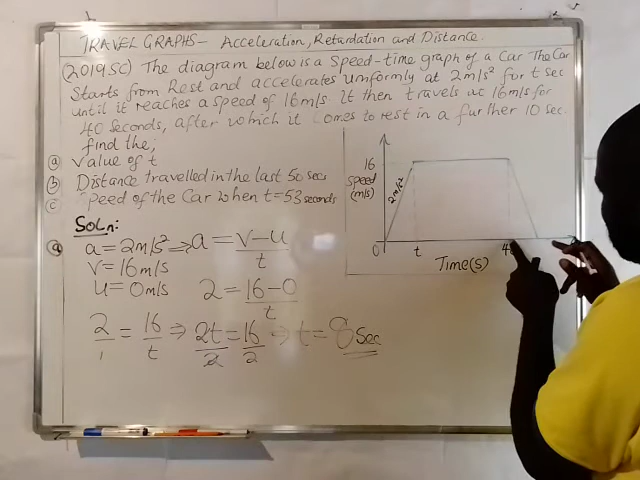 TRAVEL GRAPHS— Acceleration, Retardation and Distance.
(2019.SC) The diagram below is a Speed-time graph of a Car The Car
Starts from Rest and accelerates uniformly at 2m/s² for t sec
until it reaches a speed of 16m/s It then travels at 16m/s for
40 seconds, after which it comes to rest in a further 10 sec.
find the;
a Value of t
b Distance travelled in the last 50 secs
c Speed of the Car when t=53 seconds
Soln:
a a = 2m/s² ⇒ a = v-u/t
v = 16m/s
u = 0m/s 2 = 16-0/t
2/1 = 16/t ⇒ 2t/2 = 16/2 ⇒ t = 8sec
16
Speed
(m/s)
2m/s²
0 t
Time(s)